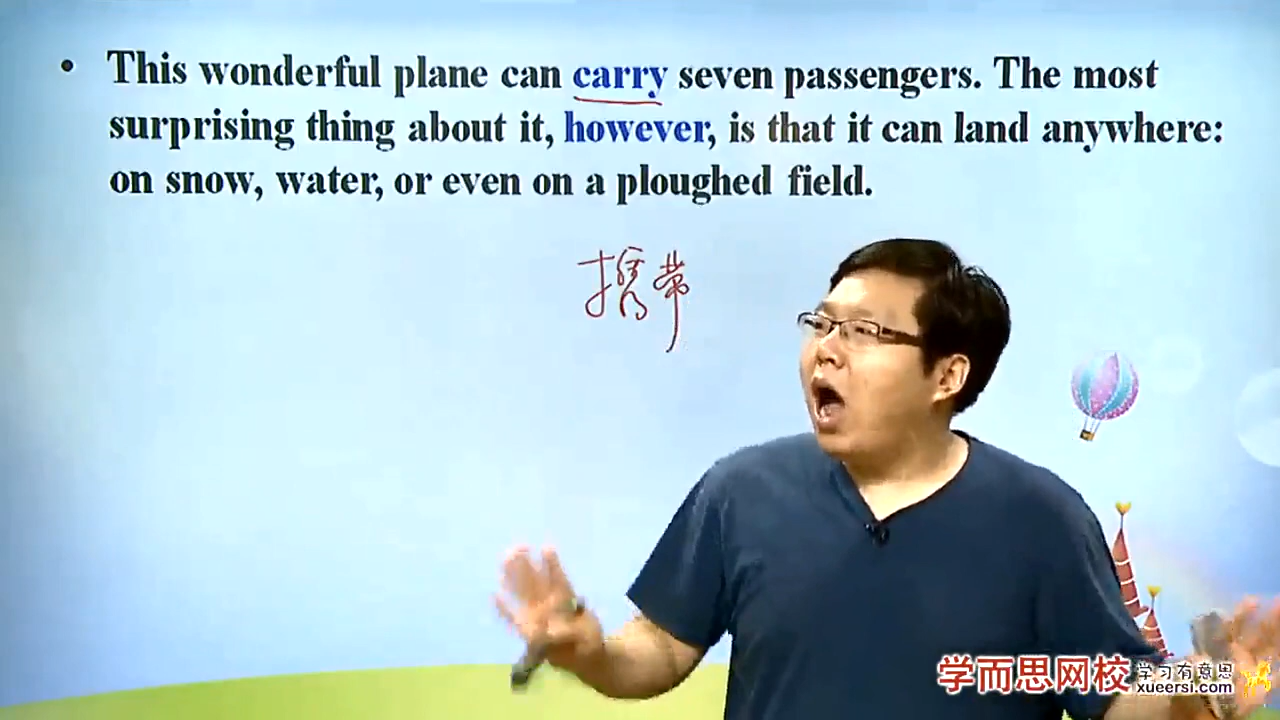 • This wonderful plane can carry seven passengers. The most
surprising thing about it, however, is that it can land anywhere:
on snow, water, or even on a ploughed field.
携带
学而思网校 学习有意思
xueersi.com